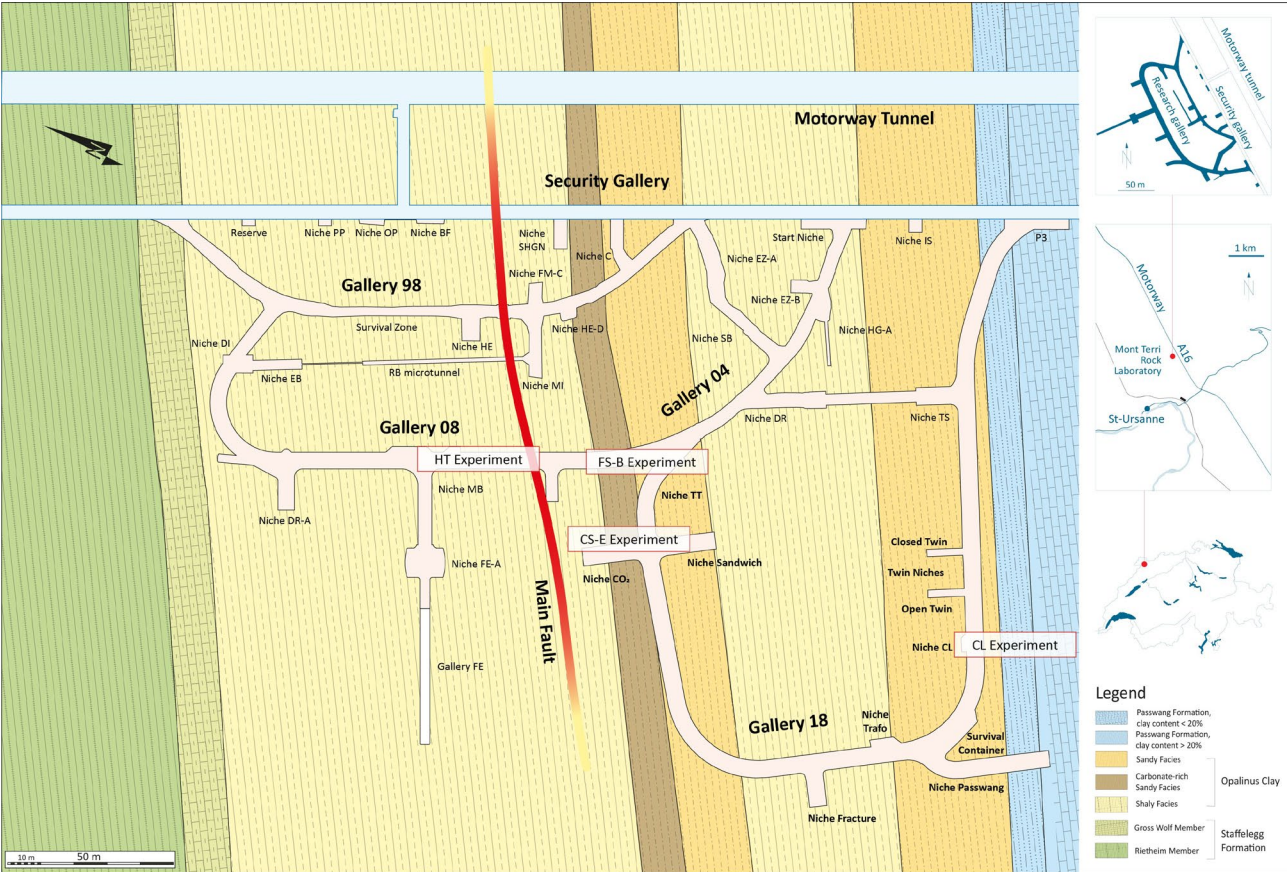 Motorway Tunnel
Security Gallery
N
Reserve
Niche PP
Niche OP
Niche BF
Niche
SHGN
Niche C
Start Niche
Niche IS
P3
Niche EZ-A
Niche FM-C
Gallery 98
Niche EZ-B
Survival Zone
Niche HE-D
Niche HG-A
Niche DI
Niche HE
Niche SB
RB microtunnel
Niche EB
Niche MI
Gallery 04
Niche DR
Niche TS
Gallery 08
HT Experiment
FS-B Experiment
Niche MB
Niche TT
Niche DR-A
CS-E Experiment
Closed Twin
Niche FE-A
Niche Sandwich
Niche CO₂
Twin Niches
Open Twin
Main Fault
Niche CL
CL Experiment
Gallery FE
Gallery 18
Niche
Trafo
Survival
Container
Niche Passwang
Niche Fracture
10 m
50 m
Motorway tunnel
Security gallery
Research gallery
N
50 m
1 km
N
Motorway
A16
Mont Terri
Rock
Laboratory
St-Ursanne
Legend
Passwang Formation,
clay content < 20%
Passwang Formation,
clay content > 20%
Sandy Facies
Carbonate-rich
Sandy Facies
Opalinus Clay
Shaly Facies
Gross Wolf Member
Staffelegg
Formation
Rietheim Member